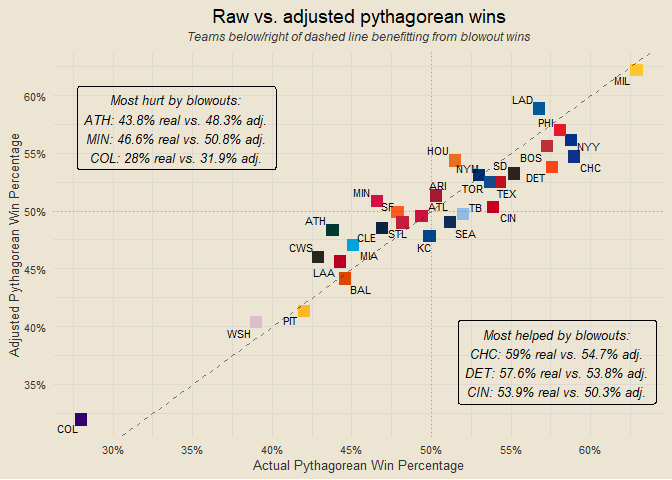 Raw vs. adjusted pythagorean wins
Teams below/right of dashed line benefitting from blowout wins
Adjusted Pythagorean Win Percentage
60%
55%
50%
45%
40%
35%
Most hurt by blowouts:
ATH: 43.8% real vs. 48.3% adj.
MIN: 46.6% real vs. 50.8% adj.
COL: 28% real vs. 31.9% adj.
MIL
LAD
PHI
NYY
BOS
CHC
HOU
NYM
SD
DET
TOR
TEX
ARI
MIN
SF
ATL
TB
CIN
ATH
STL
SEA
KC
CLE
CWS
MIA
LAA
BAL
PIT
WSH
COL
Most helped by blowouts:
CHC: 59% real vs. 54.7% adj.
DET: 57.6% real vs. 53.8% adj.
CIN: 53.9% real vs. 50.3% adj.
30%
35%
40%
45%
50%
55%
60%
Actual Pythagorean Win Percentage